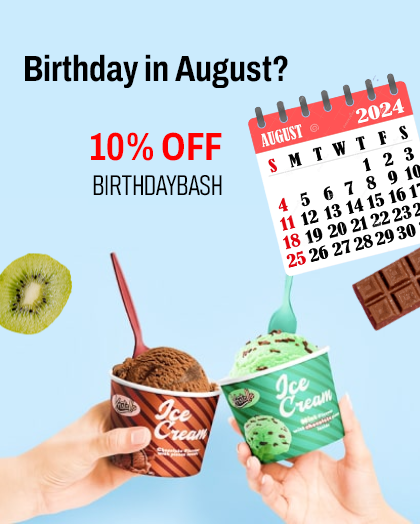 Birthday in August?
10% OFF
BIRTHDAYBASH
AUGUST 2024
S M T W T F S
1 2 3
4 5 6 7 8 9 10
11 12 13 14 15 16 17
18 19 20 21 22 23
25 26 27 28 29 30
Ice
Cream
Ice
Cream